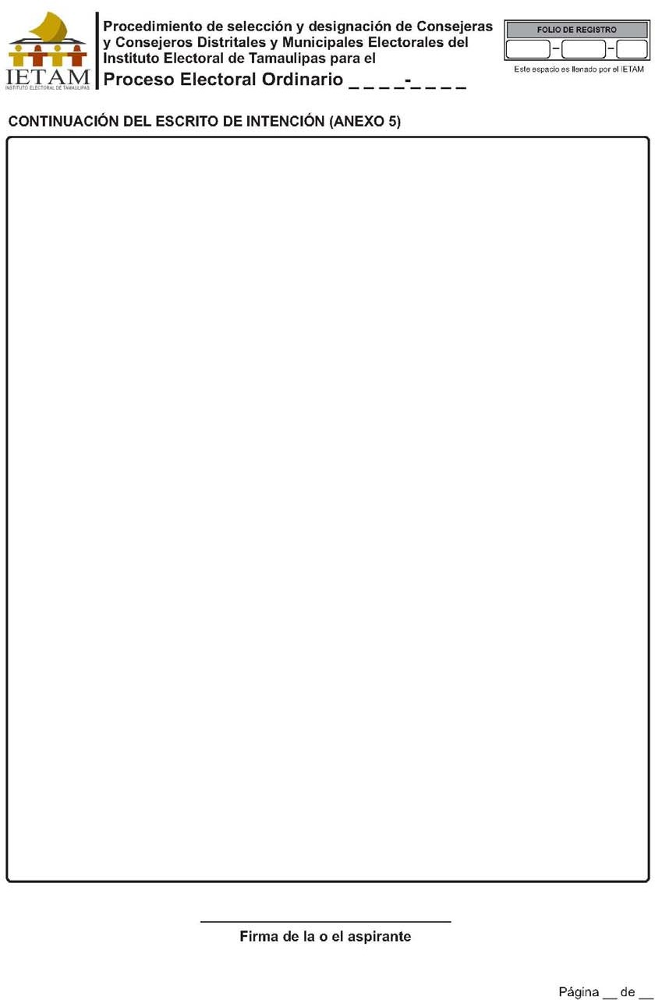 Procedimiento de selección y designación de Consejeras
y Consejeros Distritales y Municipales Electorales del
Instituto Electoral de Tamaulipas para el
Proceso Electoral Ordinario _ _ _ _-_ _ _ _
IETAM
INSTITUTO ELECTORAL DE TAMAULIPAS
FOLIO DE REGISTRO
– –
Este espacio es llenado por el IETAM
CONTINUACIÓN DEL ESCRITO DE INTENCIÓN (ANEXO 5)
Firma de la o el aspirante
Página __ de __